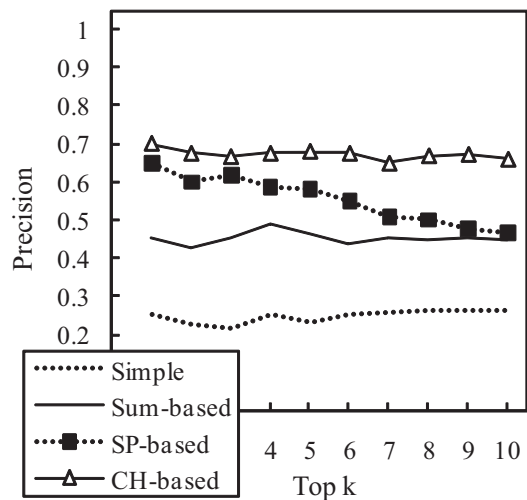 1
0.9
0.8
0.7
0.6
0.5
0.4
0.3
0.2
Precision
Simple
Sum-based
SP-based
CH-based
4 5 6 7 8 9 10
Top k